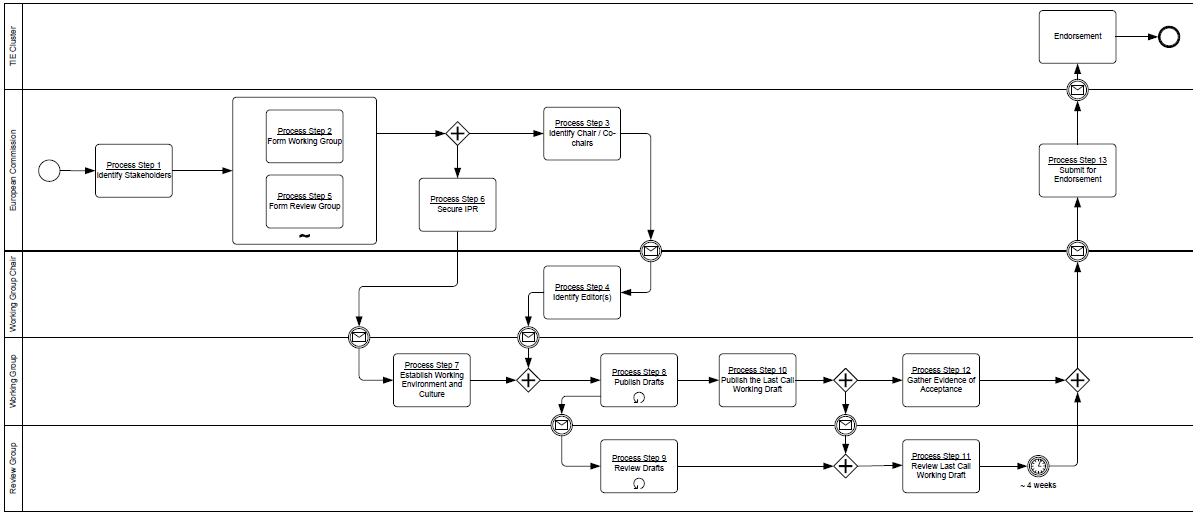 TIE Cluster
Endorsement
European Commission
Process Step 1
Identify Stakeholders
Process Step 2
Form Working Group
Process Step 5
Form Review Group
Process Step 3
Identify Chair / Co-
chairs
Process Step 6
Secure IPR
Process Step 13
Submit for
Endorsement
Working Group Chair
Process Step 4
Identify Editor(s)
Working Group
Process Step 7
Establish Working
Environment and
Culture
Process Step 8
Publish Drafts
Process Step 10
Publish the Last Call
Working Draft
Process Step 12
Gather Evidence of
Acceptance
Review Group
Process Step 9
Review Drafts
Process Step 11
Review Last Call
Working Draft
~ 4 weeks